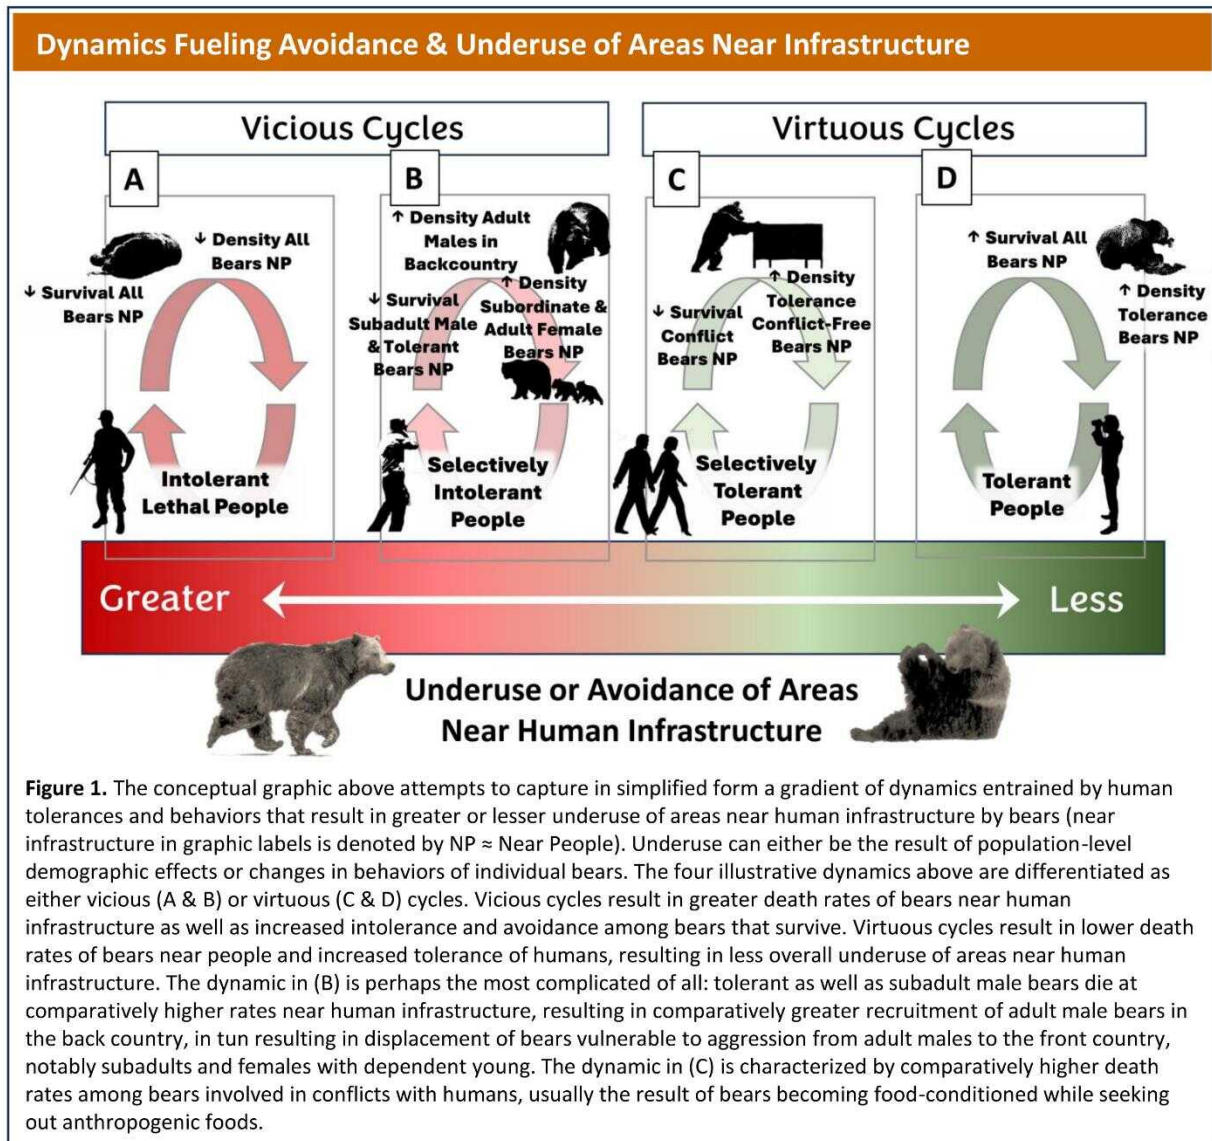 Dynamics Fueling Avoidance & Underuse of Areas Near Infrastructure
Vicious Cycles
Virtuous Cycles
A
↓ Density All
Bears NP
↓ Survival All
Bears NP
Intolerant
Lethal People
B
↑ Density Adult
Males in
Backcountry
↓ Survival
Subadult Male
& Tolerant
Bears NP
↑ Density
Subordinate &
Adult Female
Bears NP
Selectively
Intolerant
People
C
↓ Survival
Conflict
Bears NP
↑ Density
Tolerance
Conflict-Free
Bears NP
Selectively
Tolerant
People
D
↑ Survival All
Bears NP
↑ Density
Tolerance
Bears NP
Tolerant
People
Greater
Less
Underuse or Avoidance of Areas
Near Human Infrastructure
Figure 1. The conceptual graphic above attempts to capture in simplified form a gradient of dynamics entrained by human
tolerances and behaviors that result in greater or lesser underuse of areas near human infrastructure by bears (near
infrastructure in graphic labels is denoted by NP ≈ Near People). Underuse can either be the result of population-level
demographic effects or changes in behaviors of individual bears. The four illustrative dynamics above are differentiated as
either vicious (A & B) or virtuous (C & D) cycles. Vicious cycles result in greater death rates of bears near human
infrastructure as well as increased intolerance and avoidance among bears that survive. Virtuous cycles result in lower death
rates of bears near people and increased tolerance of humans, resulting in less overall underuse of areas near human
infrastructure. The dynamic in (B) is perhaps the most complicated of all: tolerant as well as subadult male bears die at
comparatively higher rates near human infrastructure, resulting in comparatively greater recruitment of adult male bears in
the back country, in tun resulting in displacement of bears vulnerable to aggression from adult males to the front country,
notably subadults and females with dependent young. The dynamic in (C) is characterized by comparatively higher death
rates among bears involved in conflicts with humans, usually the result of bears becoming food-conditioned while seeking
out anthropogenic foods.